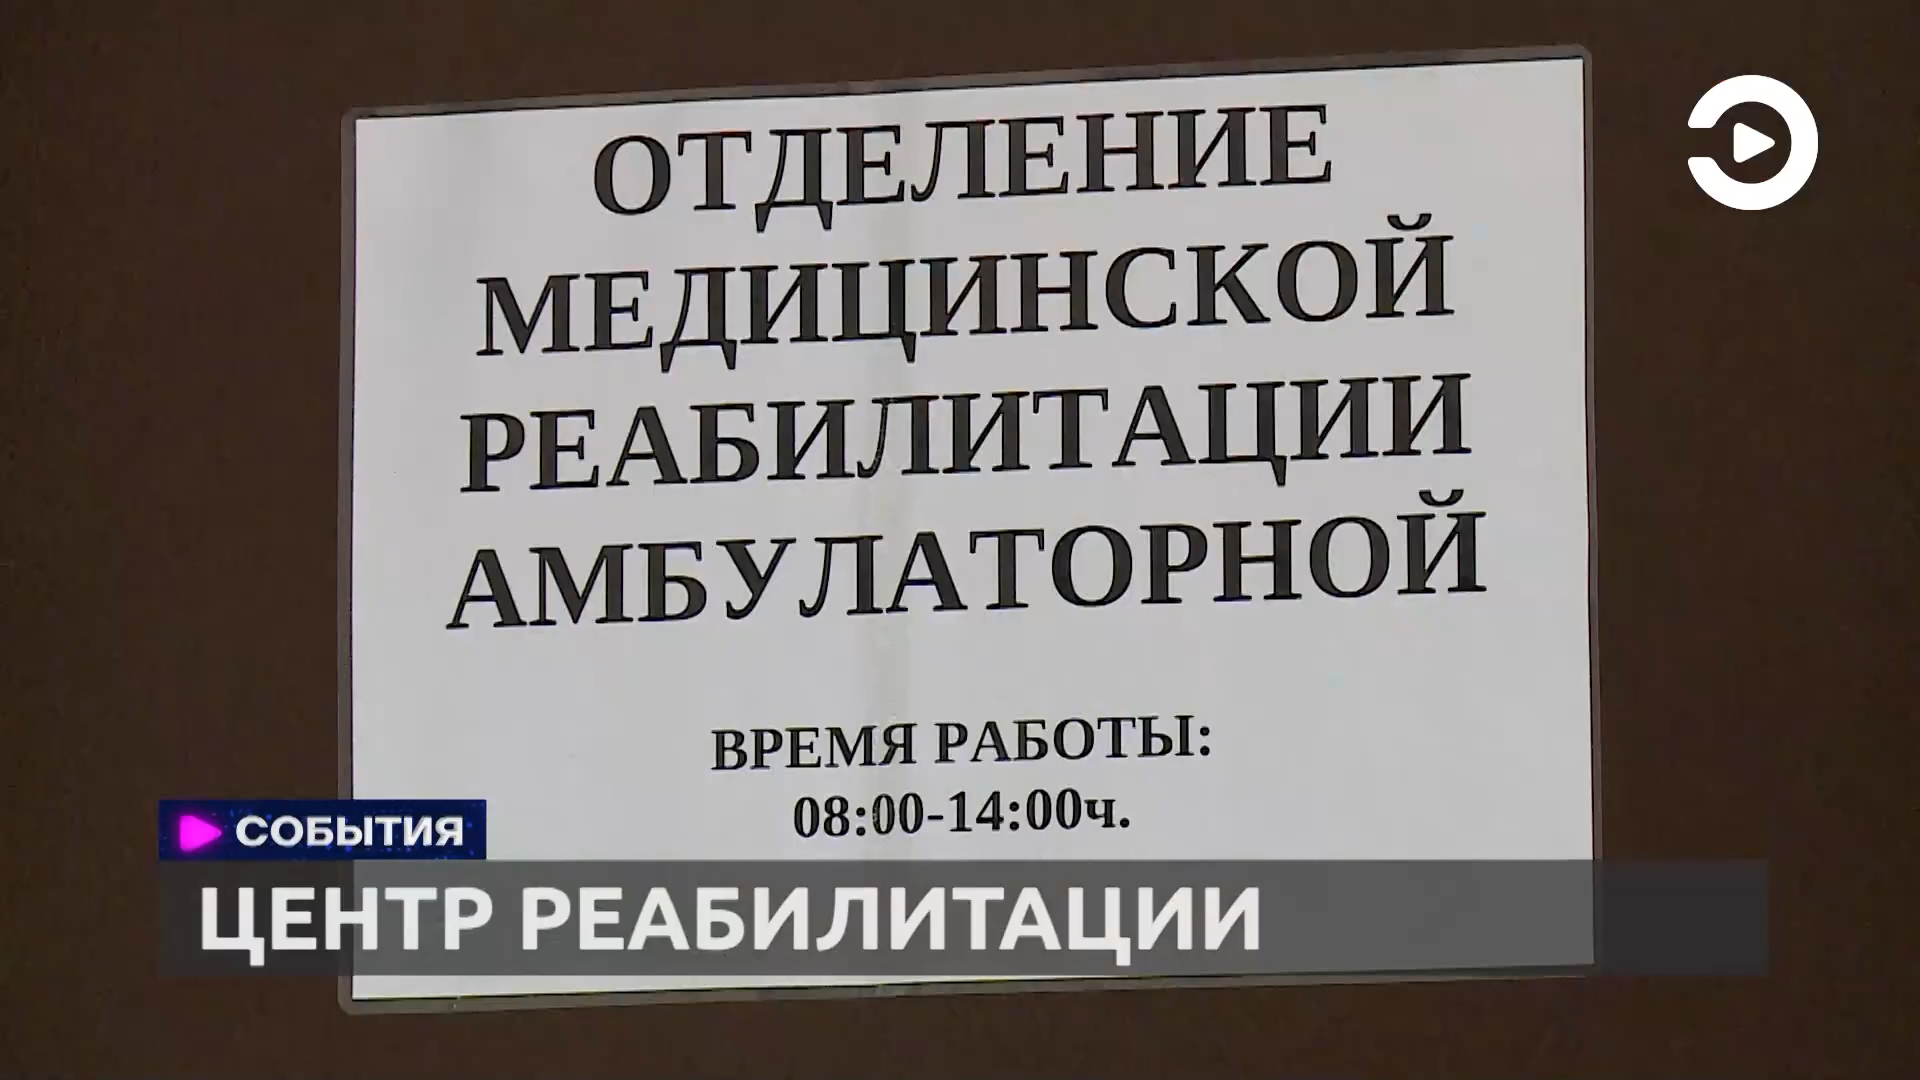 ОТДЕЛЕНИЕ
МЕДИЦИНСКОЙ
РЕАБИЛИТАЦИИ
АМБУЛАТОРНОЙ
ВРЕМЯ РАБОТЫ:
08:00-14:00ч.
СОБЫТИЯ
ЦЕНТР РЕАБИЛИТАЦИИ